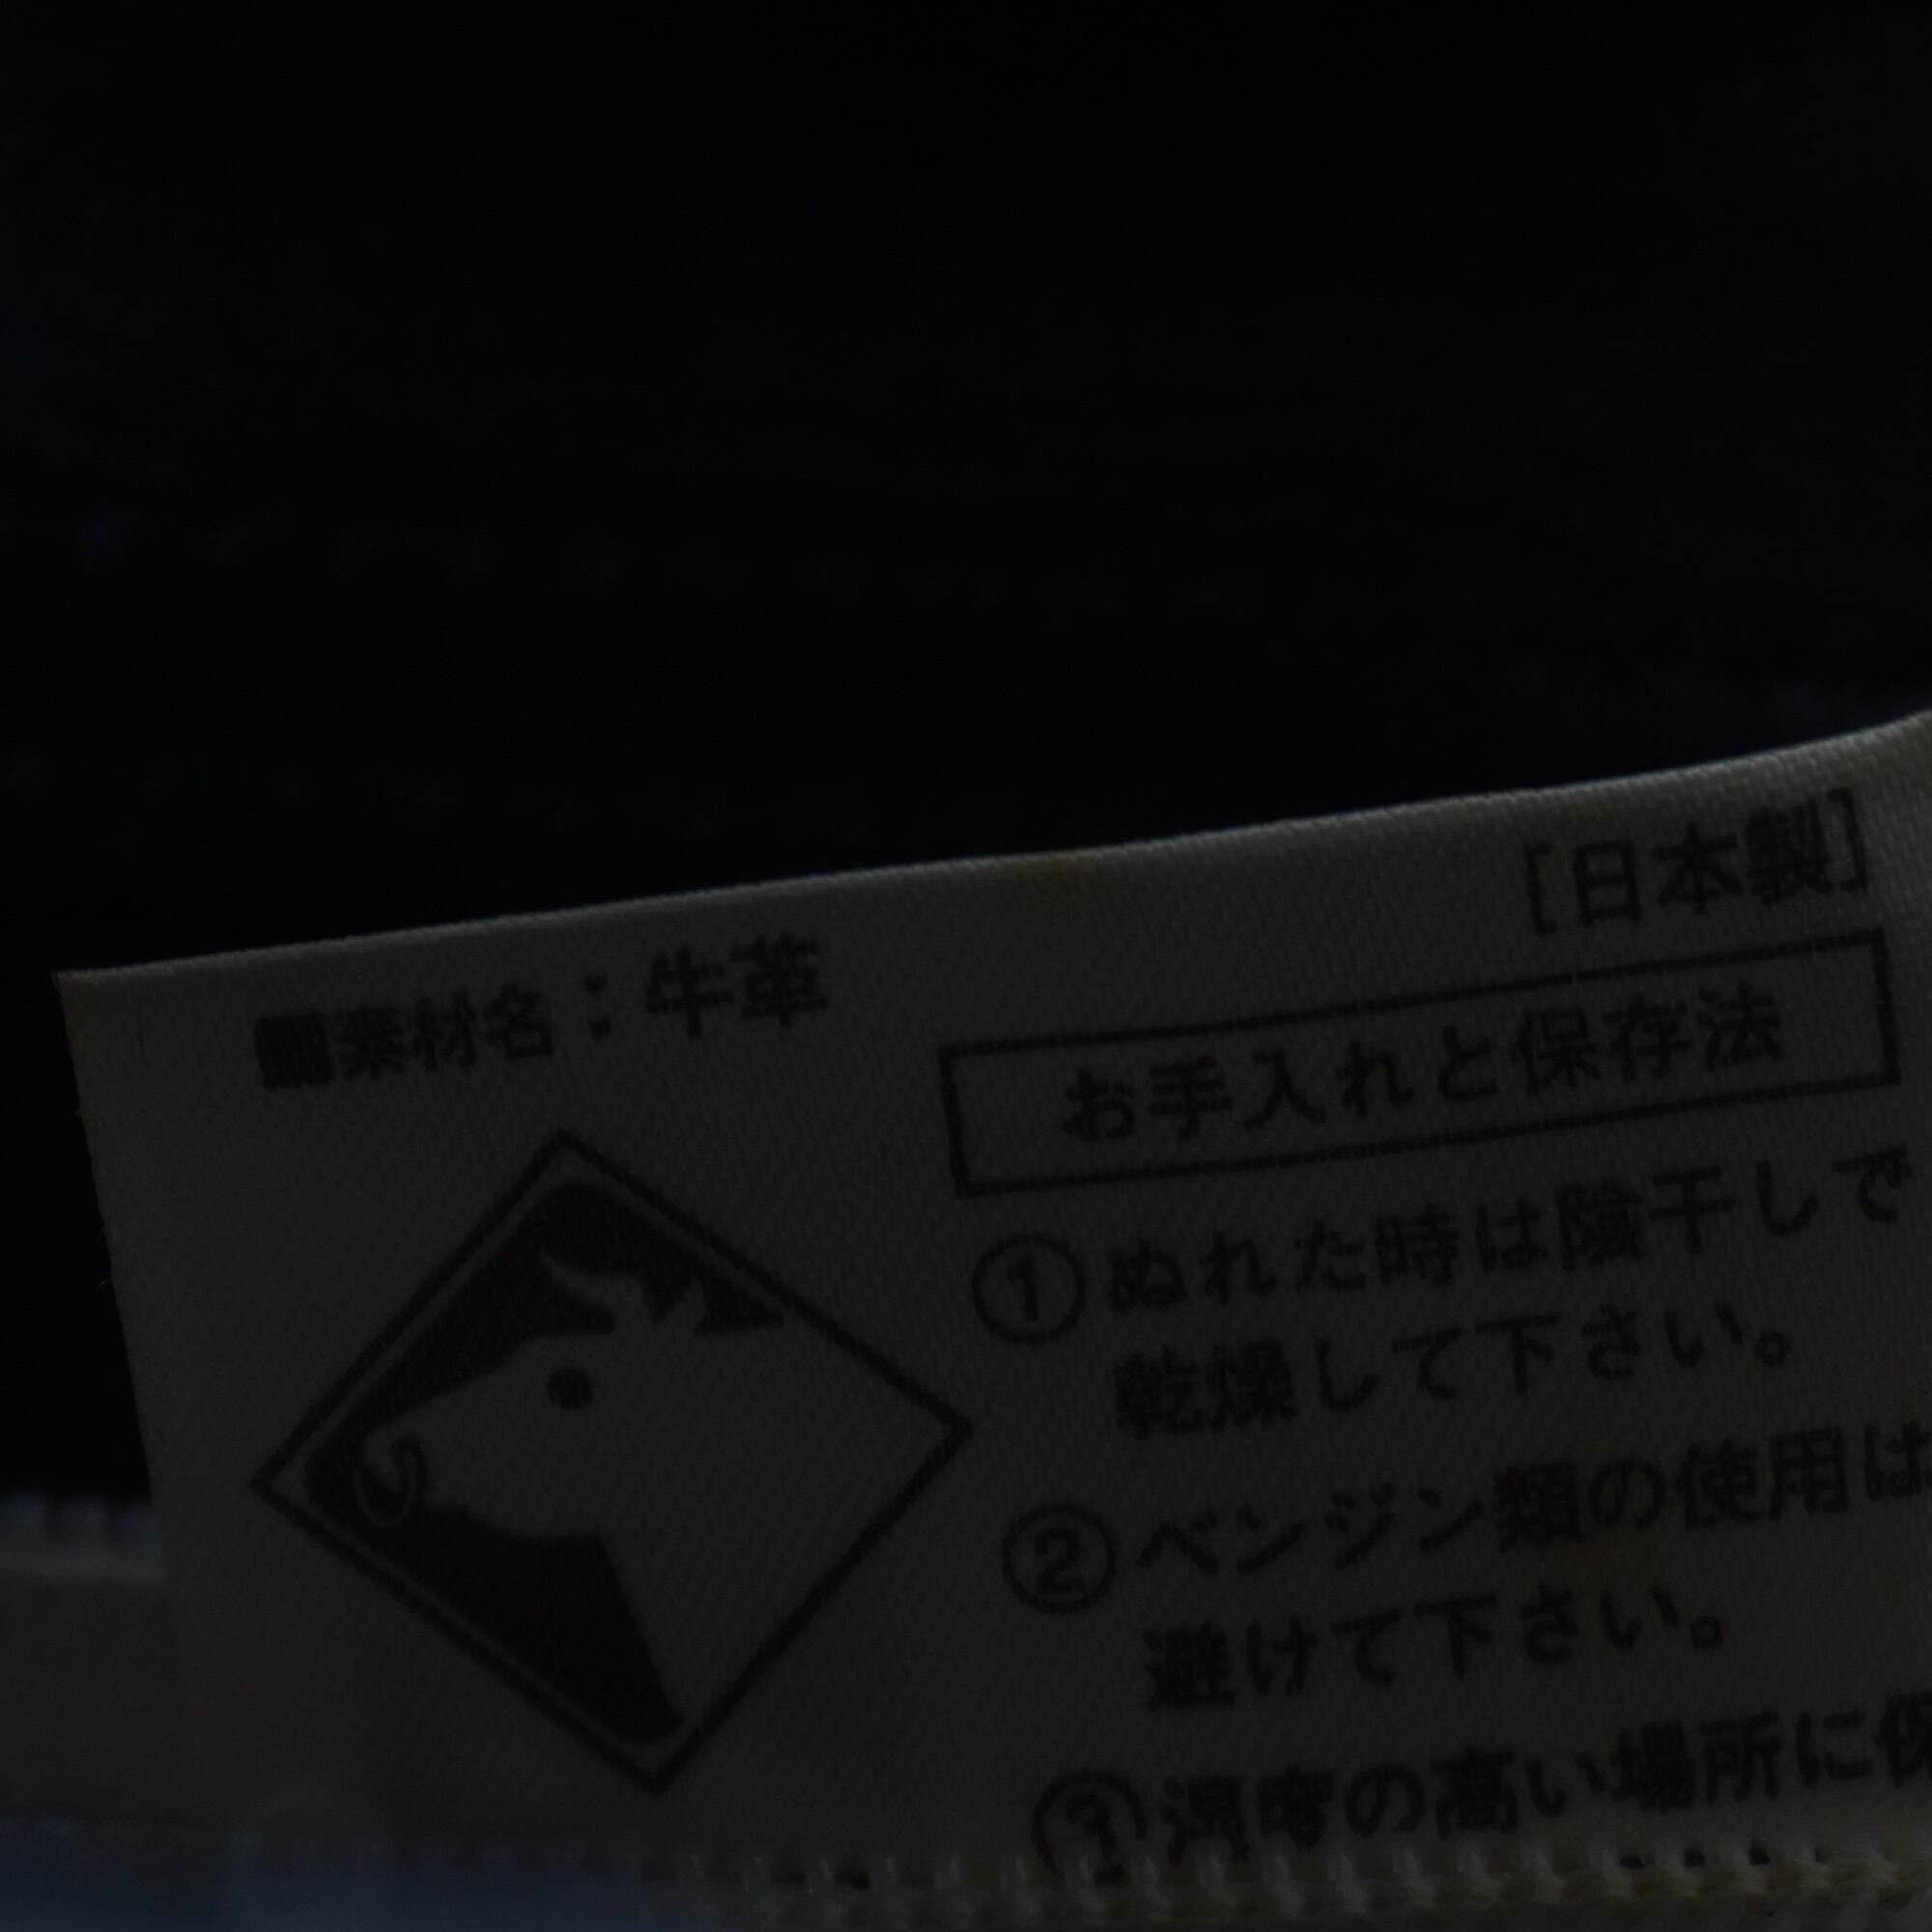 [日本製]
■素材名：牛革
お手入れと保存法
①ぬれた時は陰干しで
乾燥して下さい。
②ベンジン類の使用は
避けて下さい。
③湿度の高い場所に保